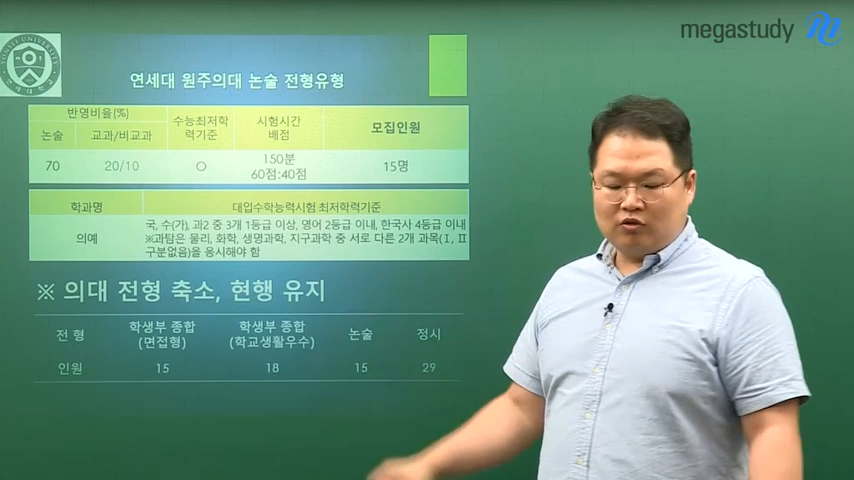 megastudy
YONSEI UNIVERSITY
연세대 원주의대 논술 전형유형
반영비율(%)
수능최저학력기준
시험시간 배점
모집인원
논술
교과/비교과
70
20/10
○
150분
60점:40점
15명
학과명
대입수학능력시험 최저학력기준
의예
국, 수(가), 과2 중 3개 1등급 이상, 영어 2등급 이내, 한국사 4등급 이내
※과탐은 물리, 화학, 생명과학, 지구과학 중 서로 다른 2개 과목(Ⅰ, Ⅱ
구분없음)을 응시해야 함
※ 의대 전형 축소, 현행 유지
전 형
학생부 종합
(면접형)
학생부 종합
(학교생활우수)
논술
정시
인원
15
18
15
29